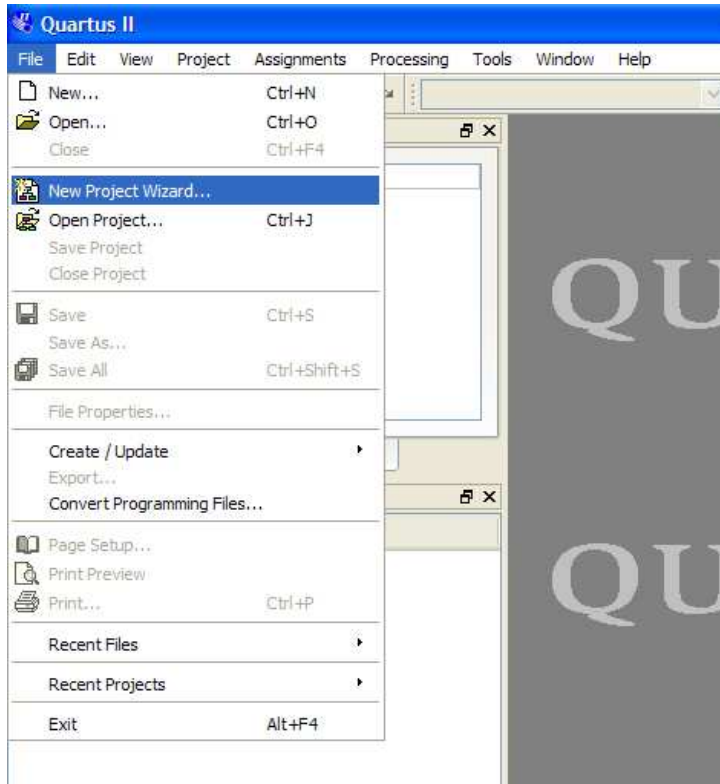 Quartus II
File Edit View Project Assignments Processing Tools Window Help
New... Ctrl+N
Open... Ctrl+O
Close Ctrl+F4
New Project Wizard...
Open Project... Ctrl+J
Save Project
Close Project
Save Ctrl+S
Save As...
Save All Ctrl+Shift+S
File Properties...
Create / Update
Export...
Convert Programming Files...
Page Setup...
Print Preview
Print... Ctrl+P
Recent Files
Recent Projects
Exit Alt+F4
QU
QU